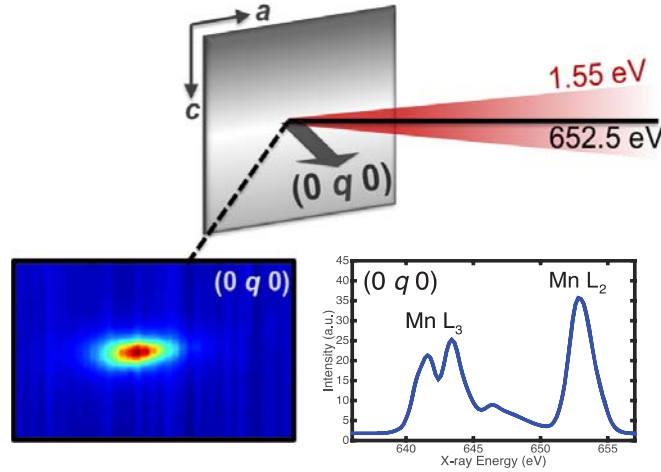 a
c
1.55 eV
652.5 eV
(0 q 0)
(0 q 0)
(0 q 0)
Mn L3
Mn L2
45
40
35
30
25
20
15
10
5
0
Intensity (a.u.)
640 645 650 655
X-ray Energy (eV)